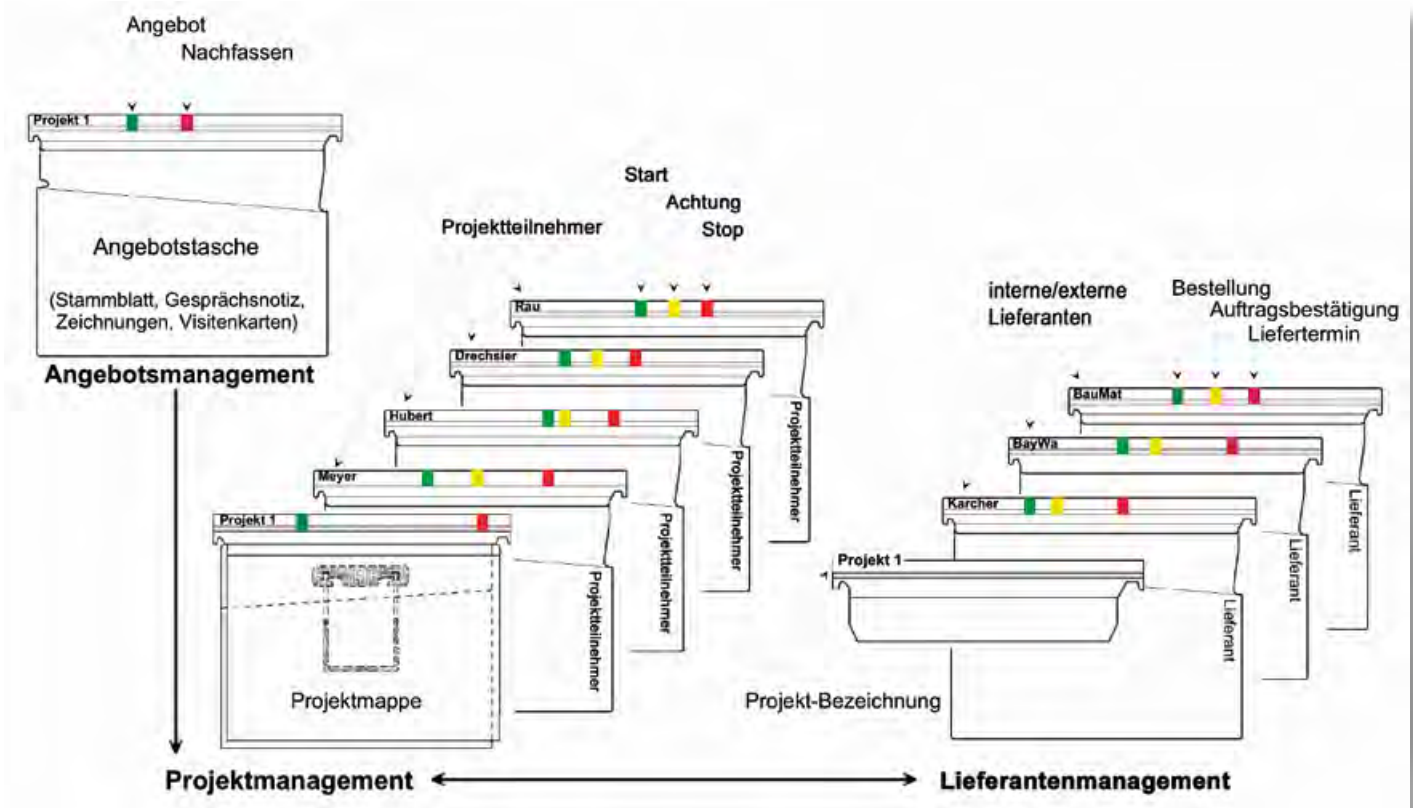 Angebot
Nachfassen
Projekt 1
Angebotstasche
(Stammblatt, Gesprächsnotiz,
Zeichnungen, Visitenkarten)
Angebotsmanagement
Projektteilnehmer
Start
Achtung
Stop
Rau
Drechsler
Hubert
Meyer
Projekt 1
Projektteilnehmer
Projektteilnehmer
Projektteilnehmer
Projektteilnehmer
Projektmappe
Projektmanagement
interne/externe
Lieferanten
Bestellung
Auftragsbestätigung
Liefertermin
BauMat
BayWa
Karcher
Projekt 1
Lieferant
Lieferant
Lieferant
Projekt-Bezeichnung
Lieferantenmanagement